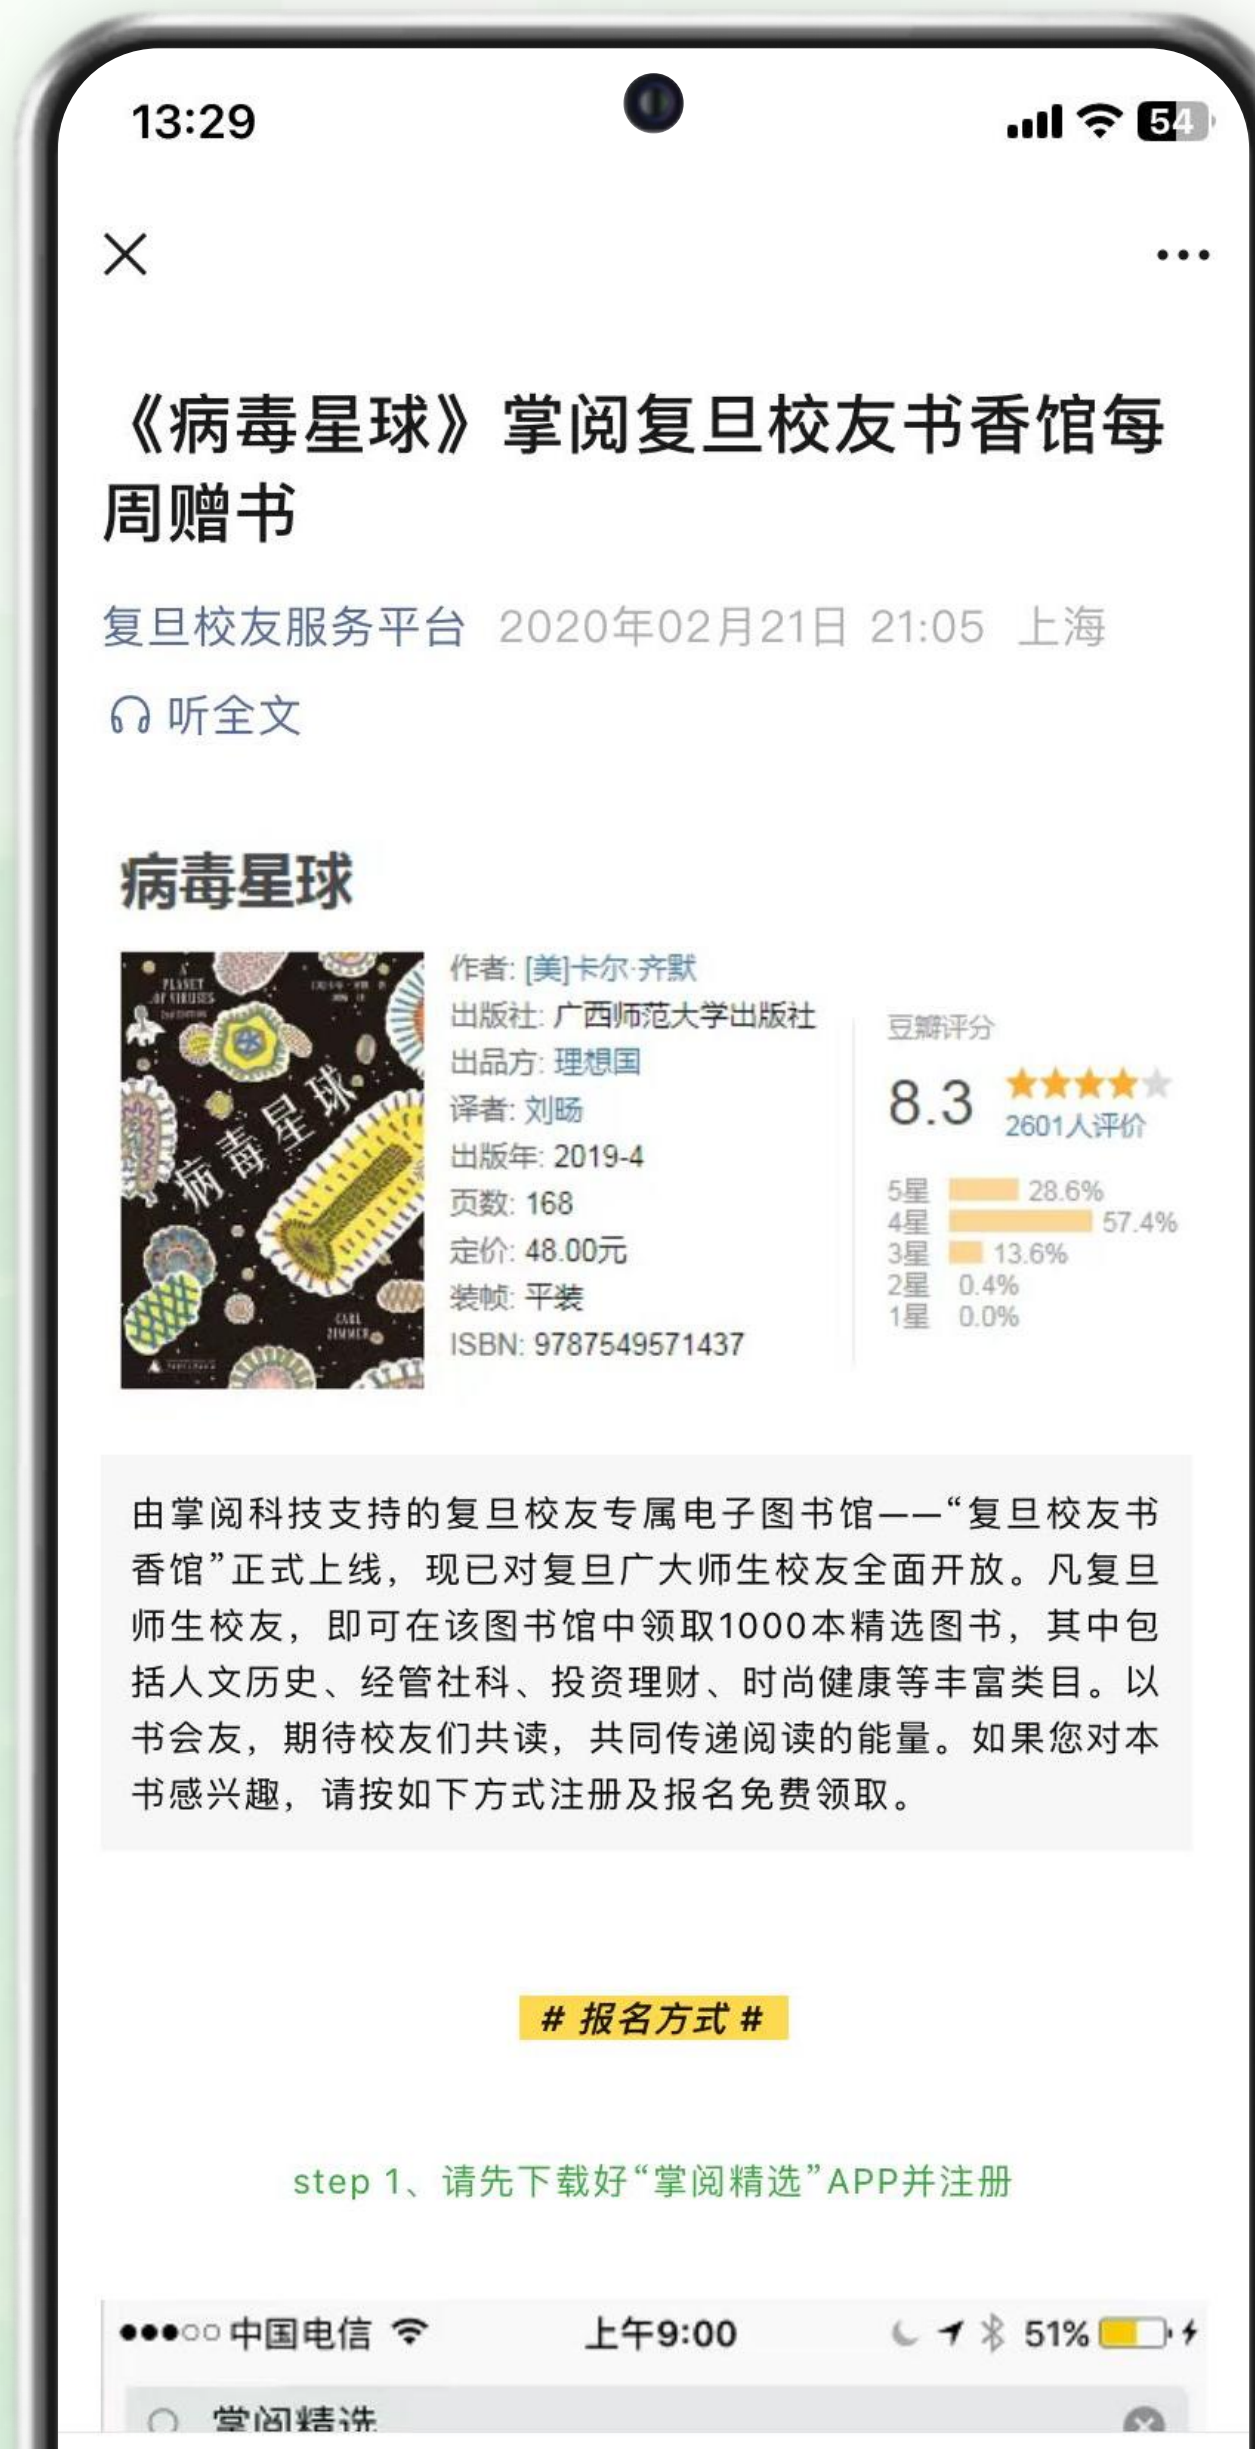 13:29
54
《病毒星球》掌阅复旦校友书香馆每
周赠书
复旦校友服务平台 2020年02月21日 21:05 上海
听全文
病毒星球
A
PLANET
OF VIRUSES
病毒星球
CARL
ZIMMER
作者: [美]卡尔·齐默
出版社: 广西师范大学出版社
出品方: 理想国
译者: 刘旸
出版年: 2019-4
页数: 168
定价: 48.00元
装帧: 平装
ISBN: 9787549571437
豆瓣评分
8.3
2601人评价
5星 28.6%
4星 57.4%
3星 13.6%
2星 0.4%
1星 0.0%
由掌阅科技支持的复旦校友专属电子图书馆——“复旦校友书
香馆”正式上线，现已对复旦广大师生校友全面开放。凡复旦
师生校友，即可在该图书馆中领取1000本精选图书，其中包
括人文历史、经管社科、投资理财、时尚健康等丰富类目。以
书会友，期待校友们共读，共同传递阅读的能量。如果您对本
书感兴趣，请按如下方式注册及报名免费领取。
# 报名方式 #
step 1、请先下载好“掌阅精选”APP并注册
中国电信 上午9:00 51%
掌阅精选